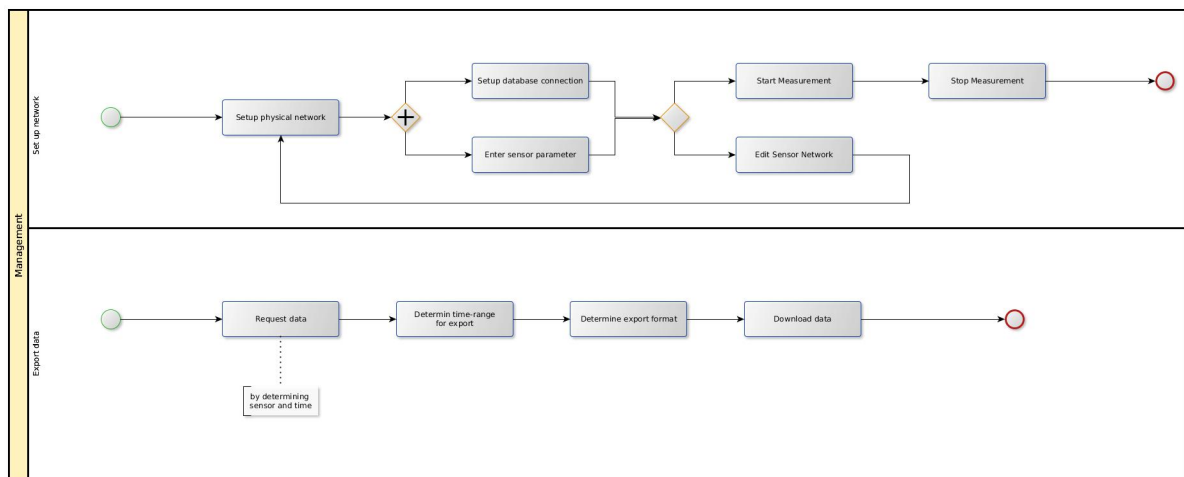 Management
Set up network
Setup physical network
Setup database connection
Enter sensor parameter
Start Measurement
Stop Measurement
Edit Sensor Network
Export data
Request data
by determining
sensor and time
Determin time-range
for export
Determine export format
Download data